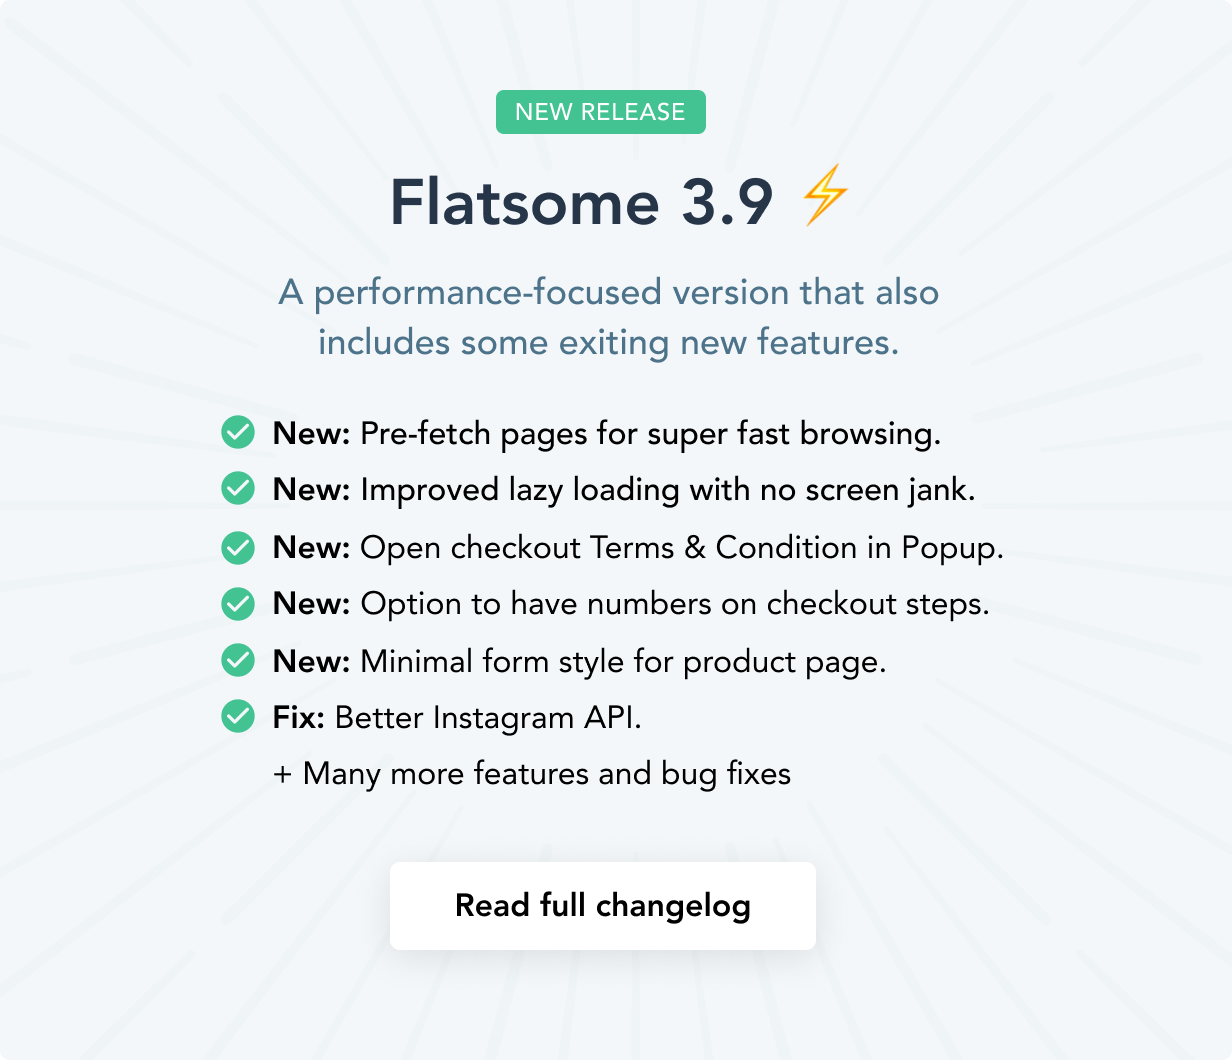 NEW RELEASE
Flatsome 3.9 ⚡
A performance-focused version that also
includes some exiting new features.
New: Pre-fetch pages for super fast browsing.
New: Improved lazy loading with no screen jank.
New: Open checkout Terms & Condition in Popup.
New: Option to have numbers on checkout steps.
New: Minimal form style for product page.
Fix: Better Instagram API.
+ Many more features and bug fixes
Read full changelog